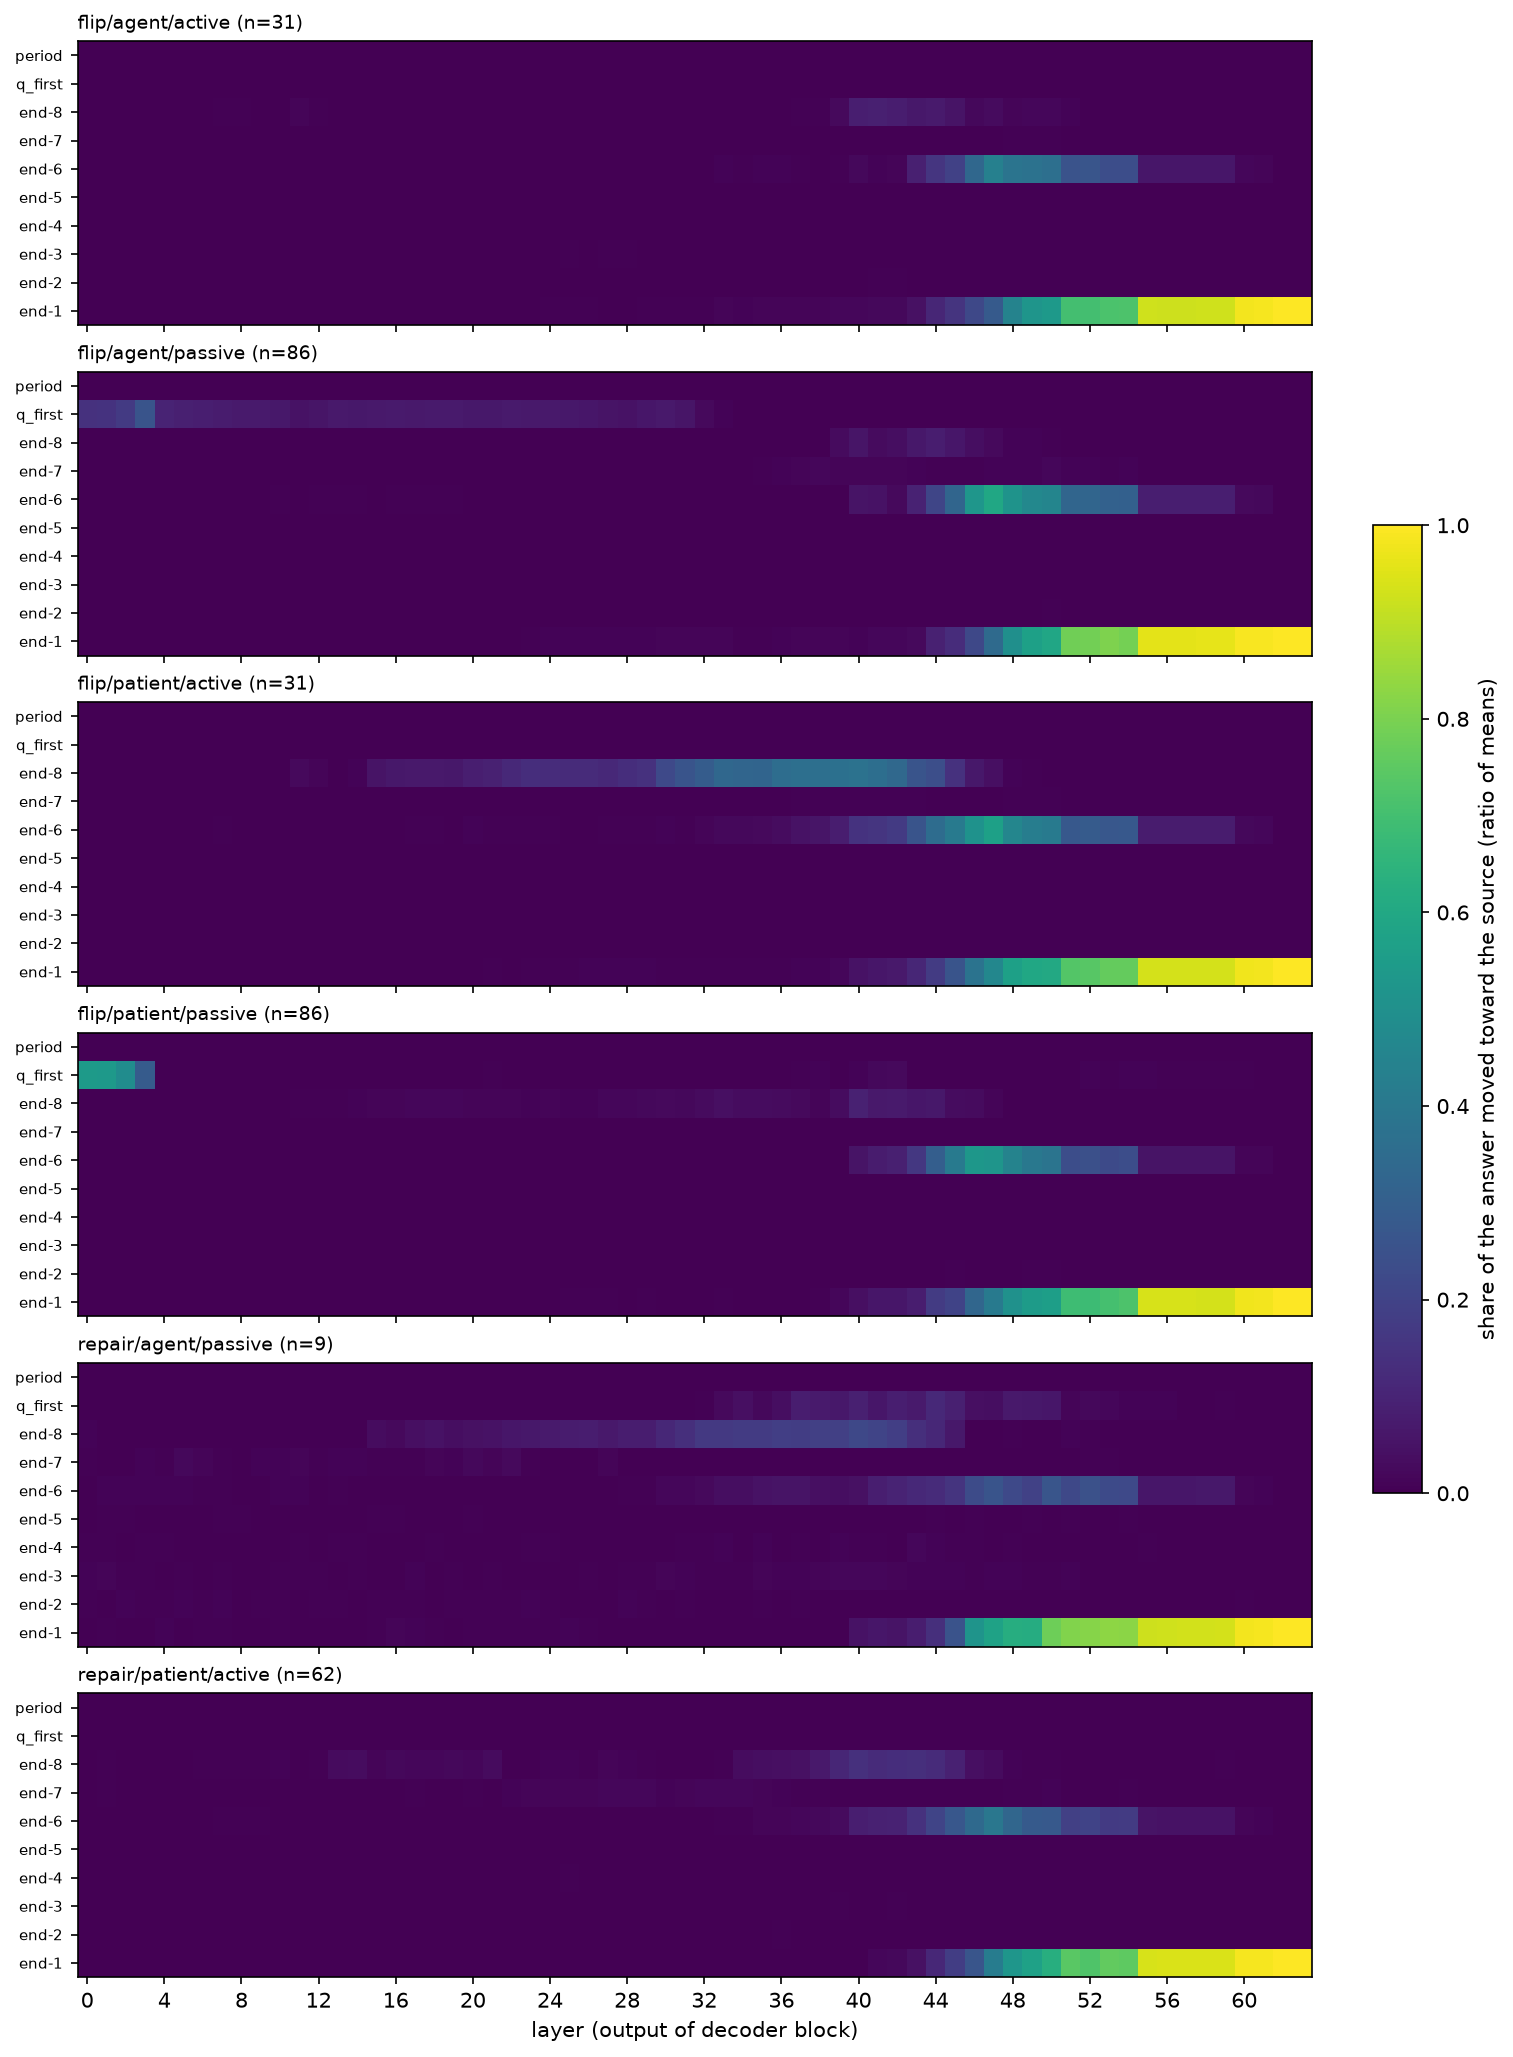 flip/agent/active (n=31)
period
q_first
end-8
end-7
end-6
end-5
end-4
end-3
end-2
end-1
flip/agent/passive (n=86)
period
q_first
end-8
end-7
end-6
end-5
end-4
end-3
end-2
end-1
flip/patient/active (n=31)
period
q_first
end-8
end-7
end-6
end-5
end-4
end-3
end-2
end-1
flip/patient/passive (n=86)
period
q_first
end-8
end-7
end-6
end-5
end-4
end-3
end-2
end-1
repair/agent/passive (n=9)
period
q_first
end-8
end-7
end-6
end-5
end-4
end-3
end-2
end-1
repair/patient/active (n=62)
period
q_first
end-8
end-7
end-6
end-5
end-4
end-3
end-2
end-1
0 4 8 12 16 20 24 28 32 36 40 44 48 52 56 60
layer (output of decoder block)
1.0
0.8
0.6
0.4
0.2
0.0
share of the answer moved toward the source (ratio of means)